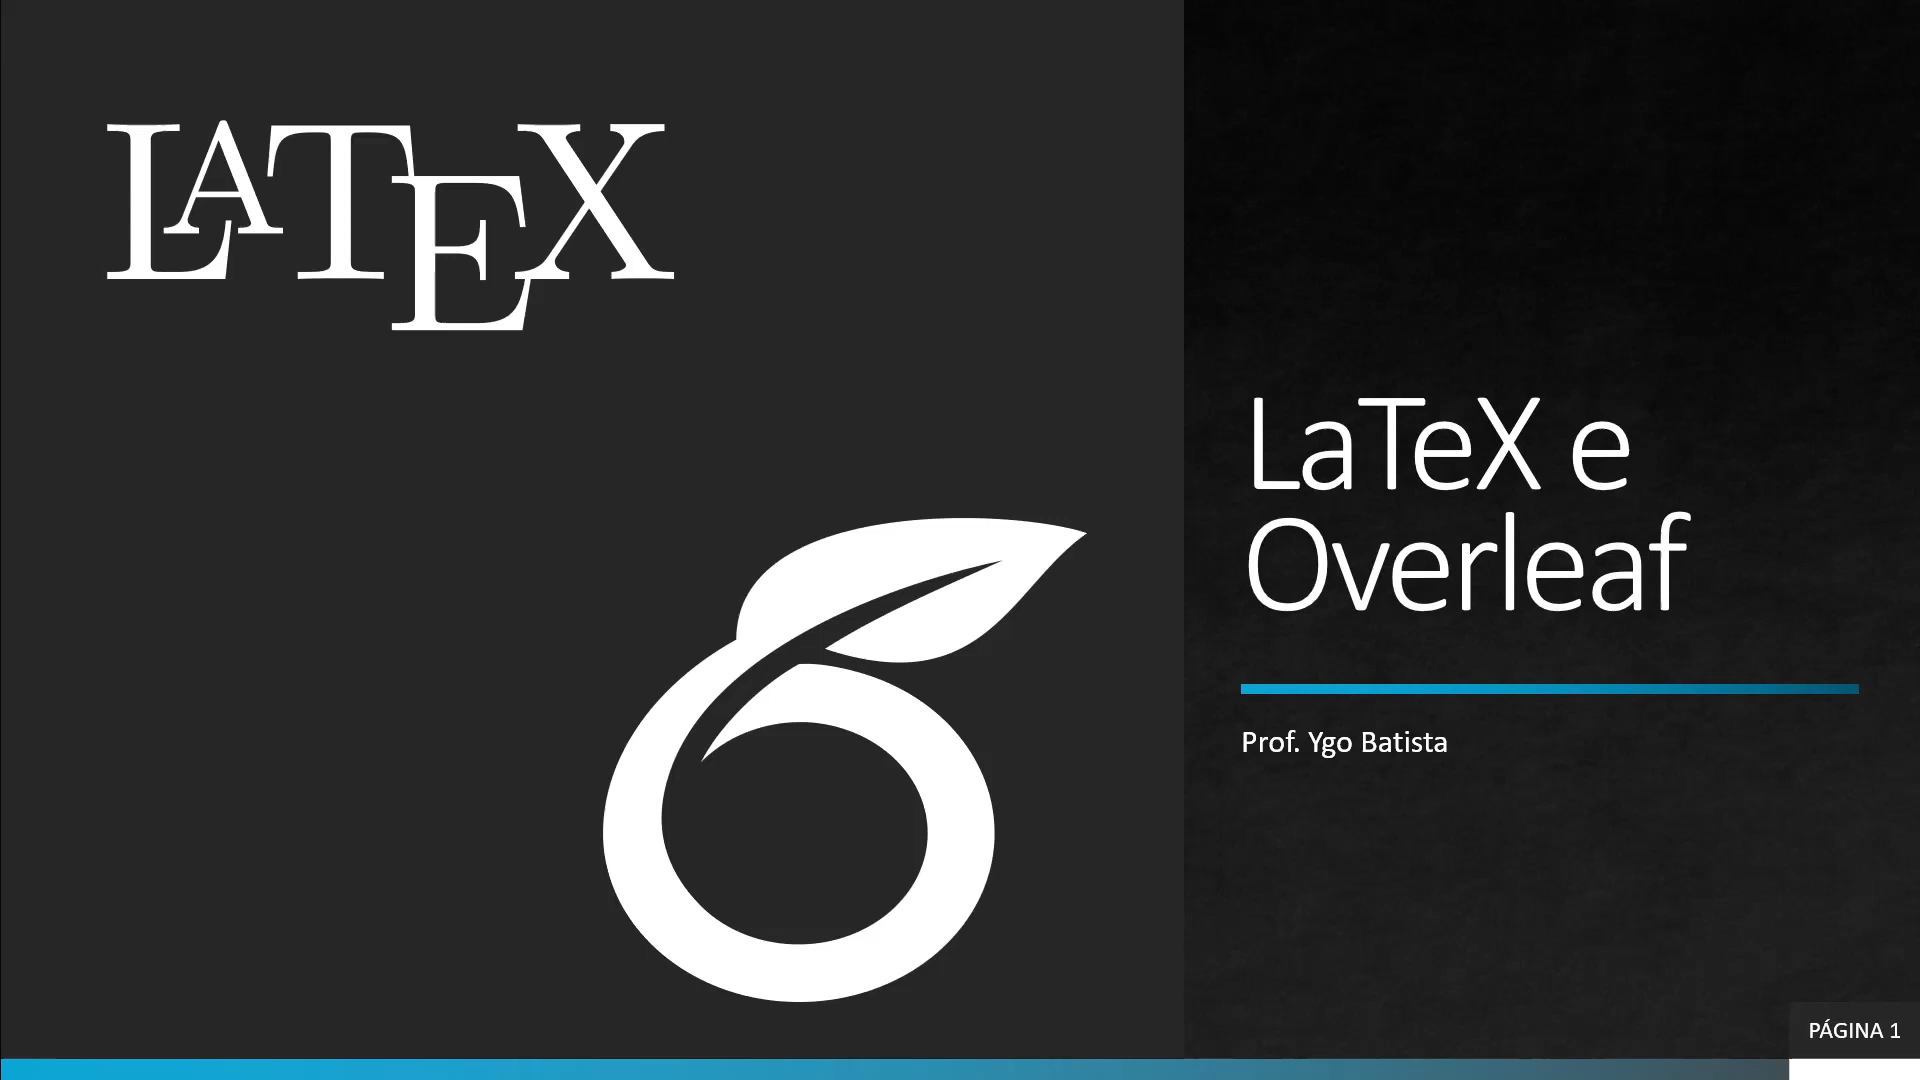 LATEX
LaTeX e
Overleaf
Prof. Ygo Batista
PÁGINA 1